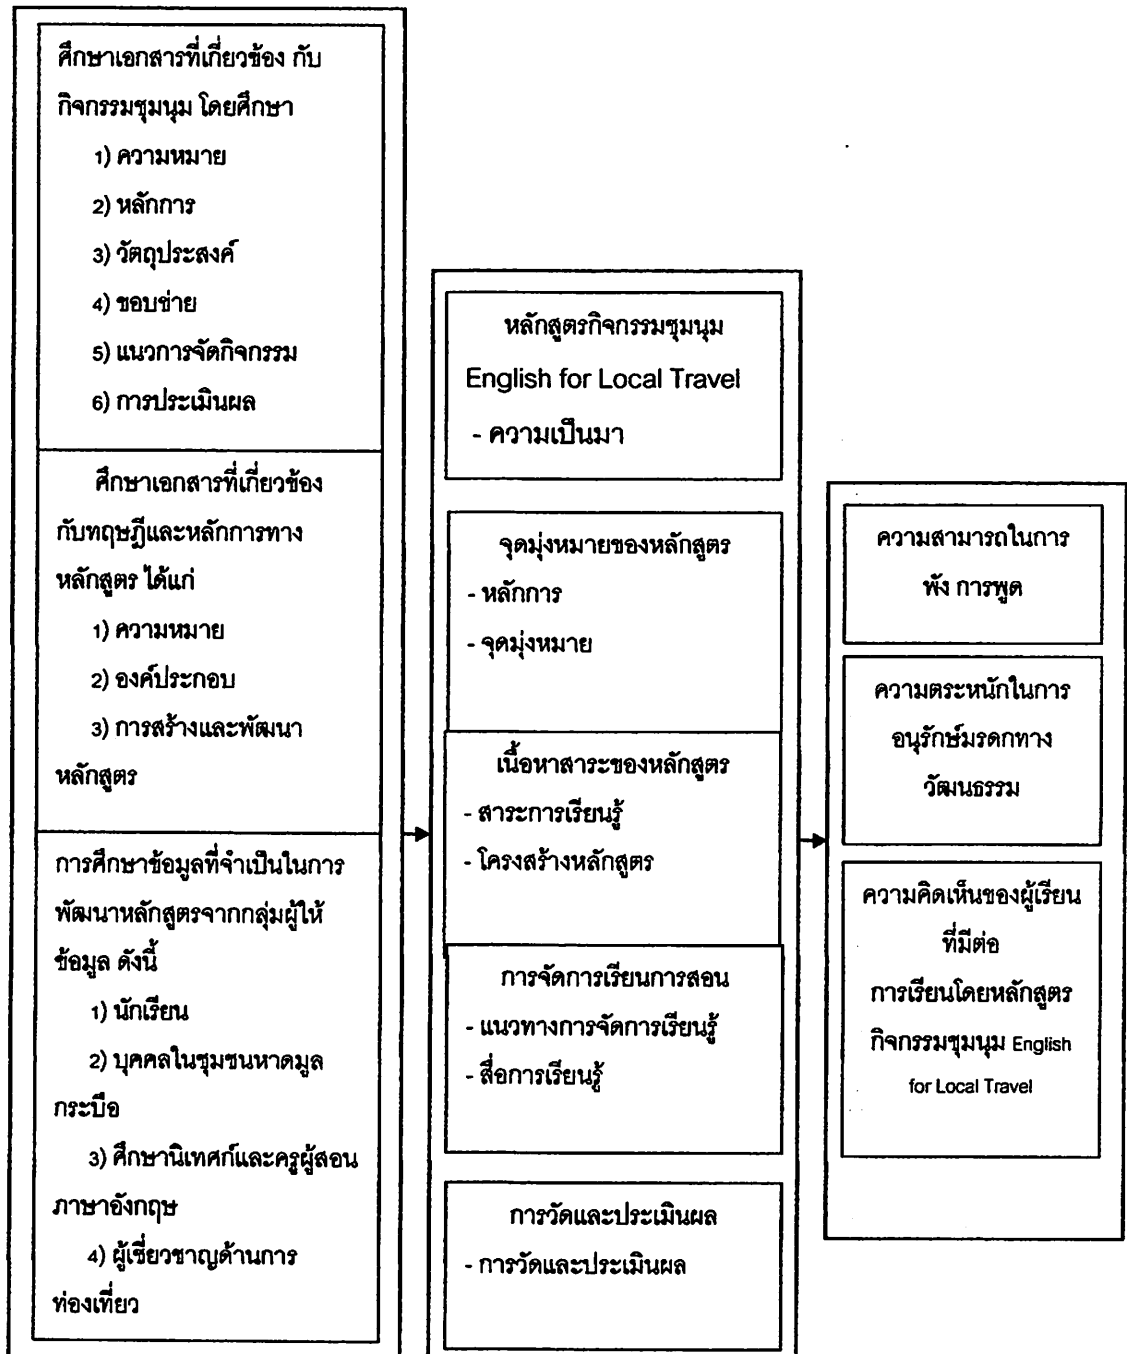 ศึกษาเอกสารที่เกี่ยวข้อง กับ
กิจกรรมชุมนุม โดยศึกษา
1) ความหมาย
2) หลักการ
3) วัตถุประสงค์
4) ขอบข่าย
5) แนวการจัดกิจกรรม
6) การประเมินผล
ศึกษาเอกสารที่เกี่ยวข้อง
กับทฤษฎีและหลักการทาง
หลักสูตร ได้แก่
1) ความหมาย
2) องค์ประกอบ
3) การสร้างและพัฒนา
หลักสูตร
การศึกษาข้อมูลที่จำเป็นในการ
พัฒนาหลักสูตรจากกลุ่มผู้ให้
ข้อมูล ดังนี้
1) นักเรียน
2) บุคคลในชุมชนหาดมูล
กระบือ
3) ศึกษานิเทศก์และครูผู้สอน
ภาษาอังกฤษ
4) ผู้เชี่ยวชาญด้านการ
ท่องเที่ยว
หลักสูตรกิจกรรมชุมนุม
English for Local Travel
- ความเป็นมา
จุดมุ่งหมายของหลักสูตร
- หลักการ
- จุดมุ่งหมาย
เนื้อหาสาระของหลักสูตร
- สาระการเรียนรู้
- โครงสร้างหลักสูตร
การจัดการเรียนการสอน
- แนวทางการจัดการเรียนรู้
- สื่อการเรียนรู้
การวัดและประเมินผล
- การวัดและประเมินผล
ความสามารถในการ
ฟัง การพูด
ความตระหนักในการ
อนุรักษ์มรดกทาง
วัฒนธรรม
ความคิดเห็นของผู้เรียน
ที่มีต่อ
การเรียนโดยหลักสูตร
กิจกรรมชุมนุม English
for Local Travel